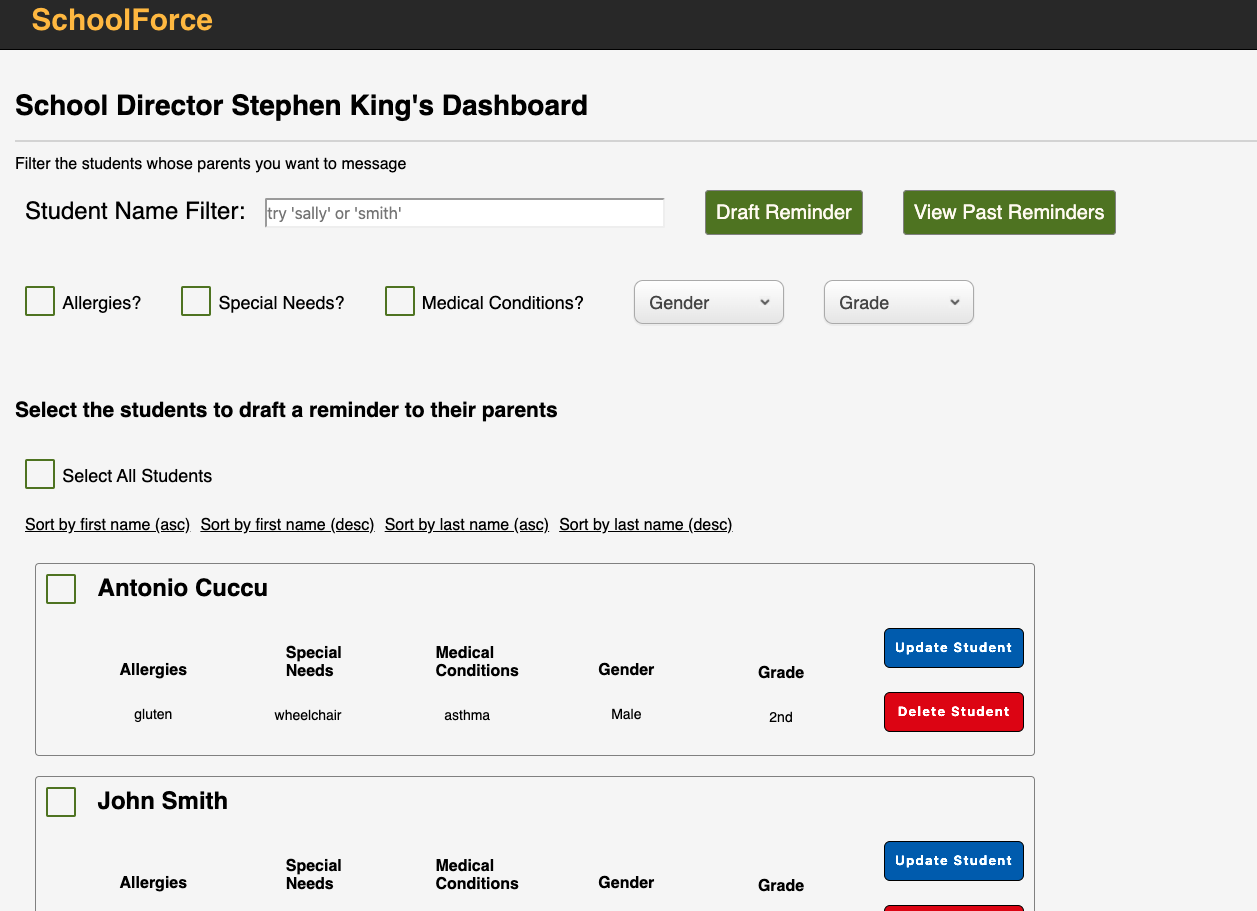 SchoolForce
School Director Stephen King's Dashboard
Filter the students whose parents you want to message
Student Name Filter: try 'sally' or 'smith' Draft Reminder View Past Reminders
Allergies? Special Needs? Medical Conditions? Gender Grade
Select the students to draft a reminder to their parents
Select All Students
Sort by first name (asc) Sort by first name (desc) Sort by last name (asc) Sort by last name (desc)
Antonio Cuccu
Allergies Special Needs Medical Conditions Gender Grade Update Student
gluten wheelchair asthma Male 2nd Delete Student
John Smith
Allergies Special Needs Medical Conditions Gender Grade Update Student